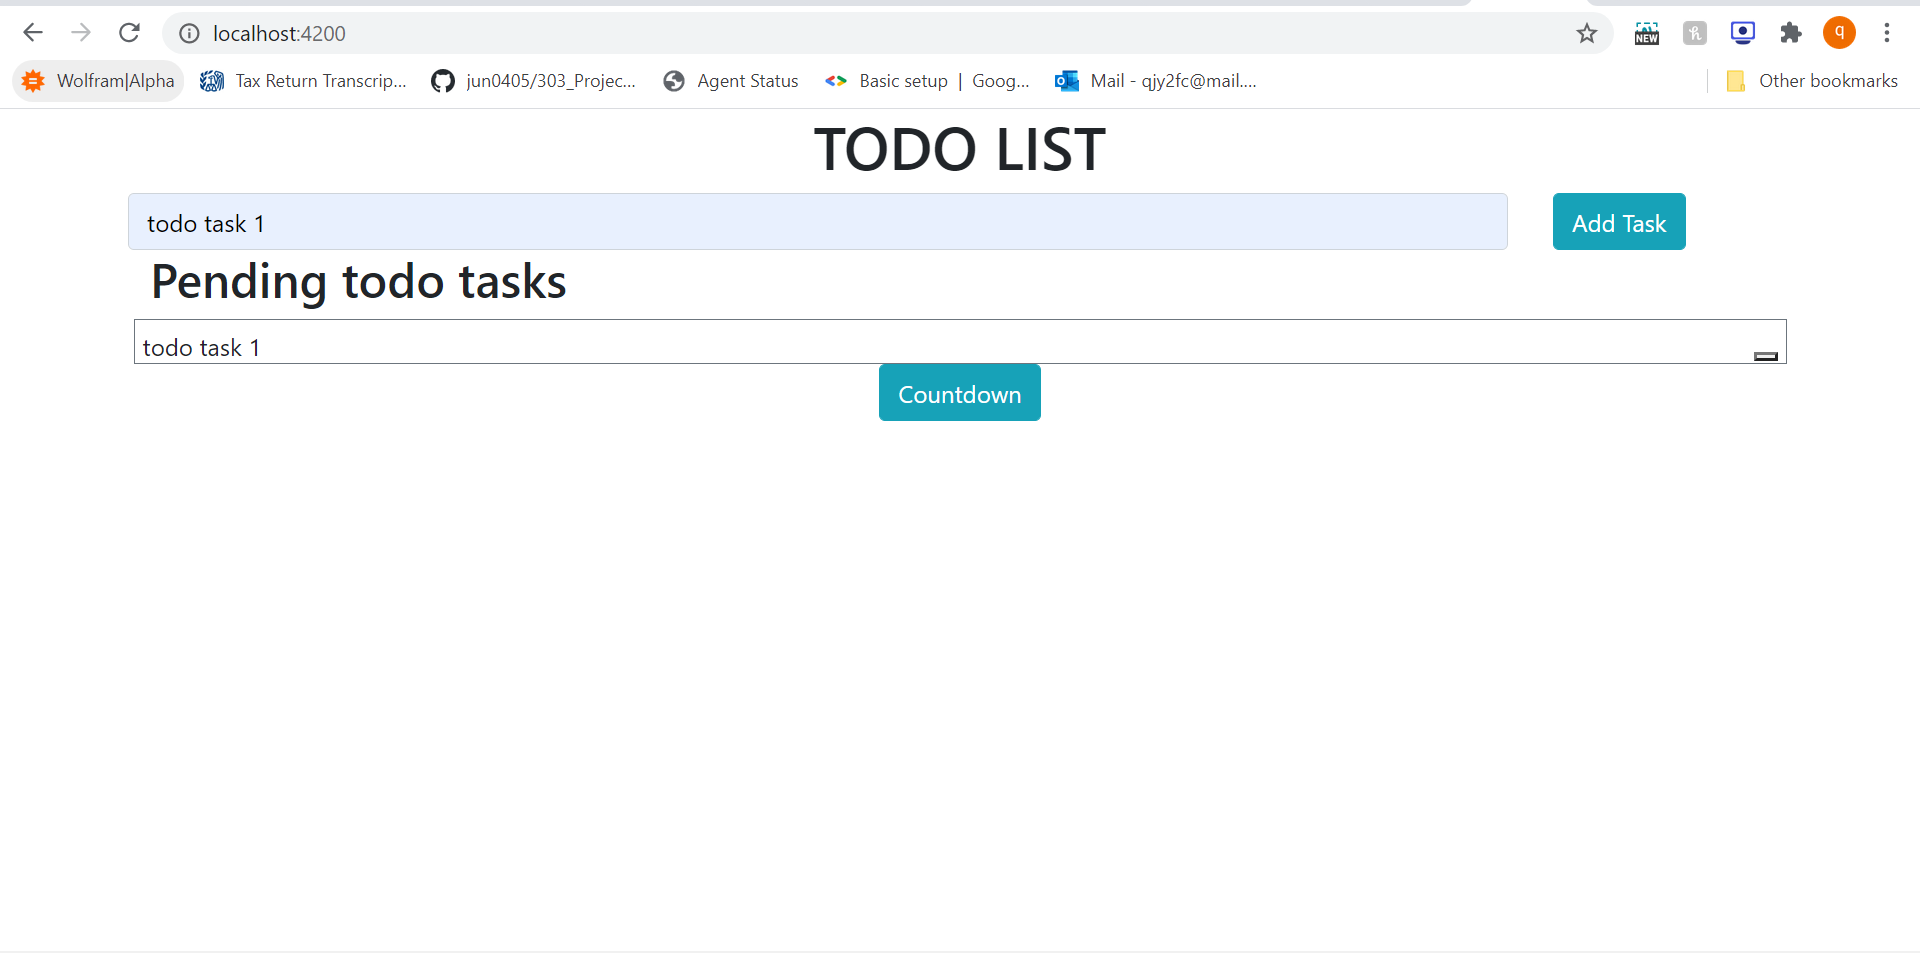 localhost:4200
NEW
h
q
Wolfram|Alpha
Tax Return Transcrip...
jun0405/303_Projec...
Agent Status
Basic setup | Goog...
Mail - qjy2fc@mail....
Other bookmarks
TODO LIST
todo task 1
Add Task
Pending todo tasks
todo task 1
Countdown